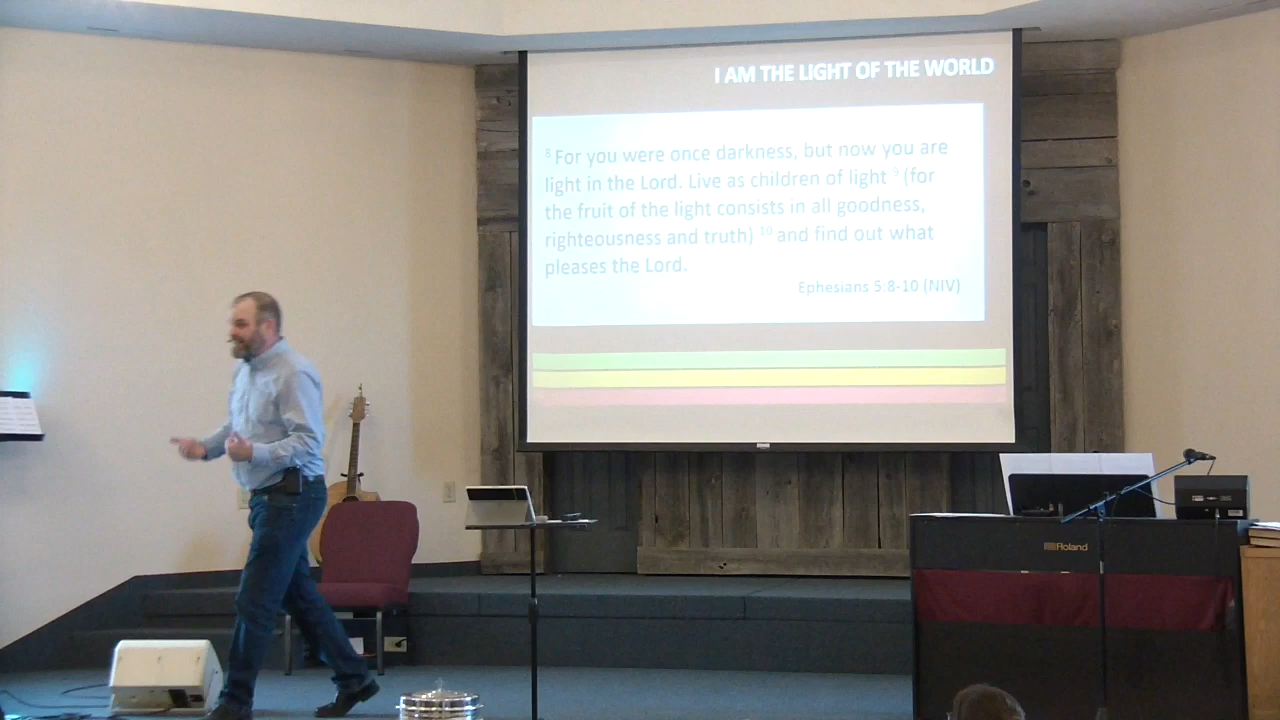 I AM THE LIGHT OF THE WORLD
8 For you were once darkness, but now you are
light in the Lord. Live as children of light 9 (for
the fruit of the light consists in all goodness,
righteousness and truth) 10 and find out what
pleases the Lord.
Ephesians 5:8-10 (NIV)
Roland